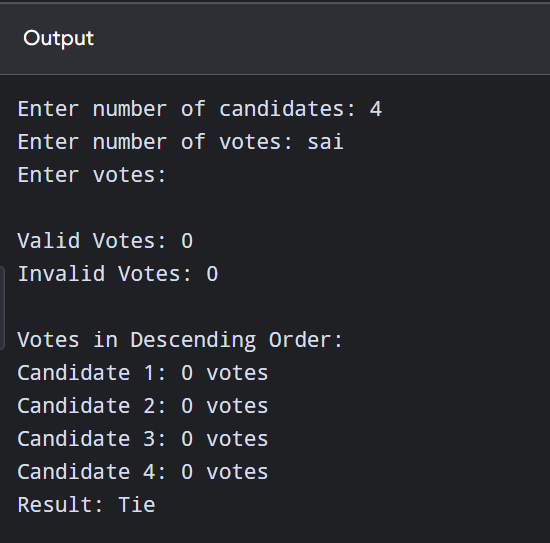 Output
Enter number of candidates: 4
Enter number of votes: sai
Enter votes:
Valid Votes: 0
Invalid Votes: 0
Votes in Descending Order:
Candidate 1: 0 votes
Candidate 2: 0 votes
Candidate 3: 0 votes
Candidate 4: 0 votes
Result: Tie